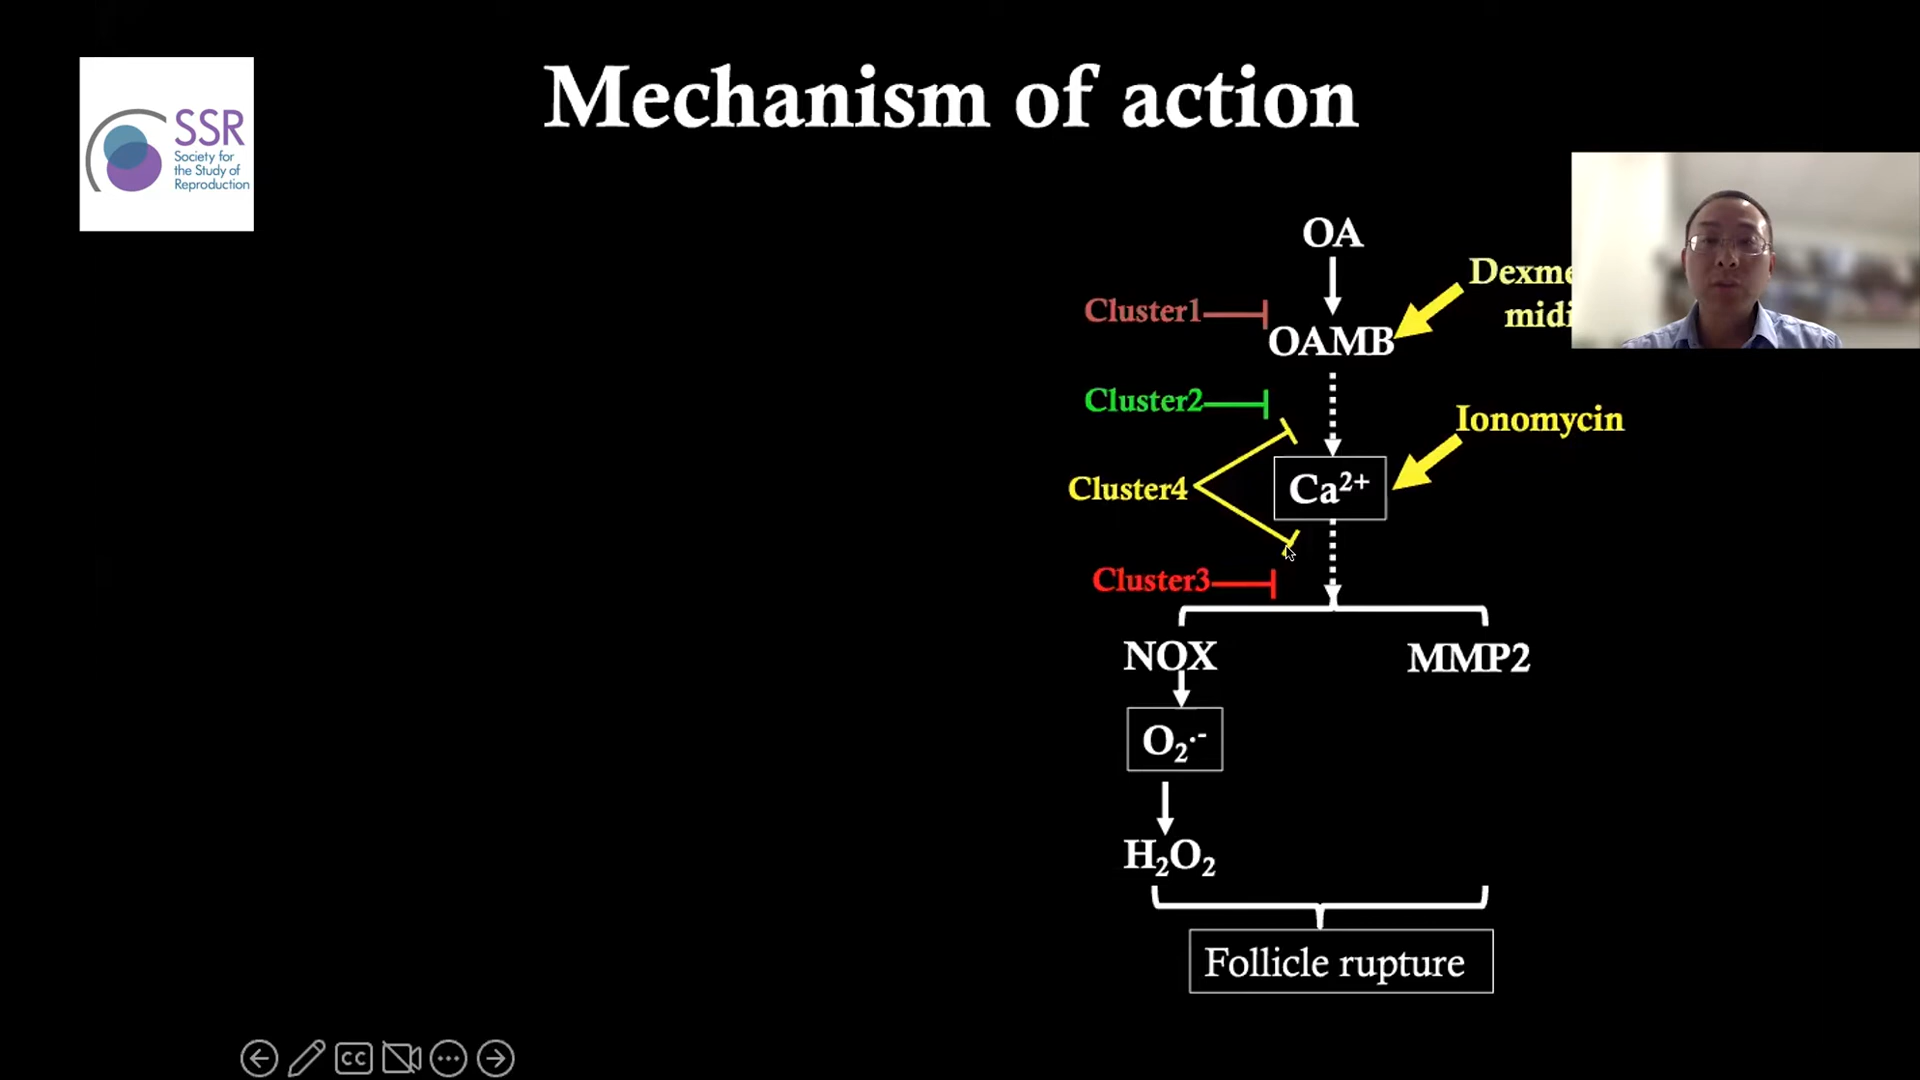 Mechanism of action
SSR
Society for
the Study of
Reproduction
OA
Cluster1
OAMB
midi
Cluster2
Ionomycin
Cluster4
Ca²⁺
Cluster3
NOX
MMP2
O₂·⁻
H₂O₂
Follicle rupture
CC